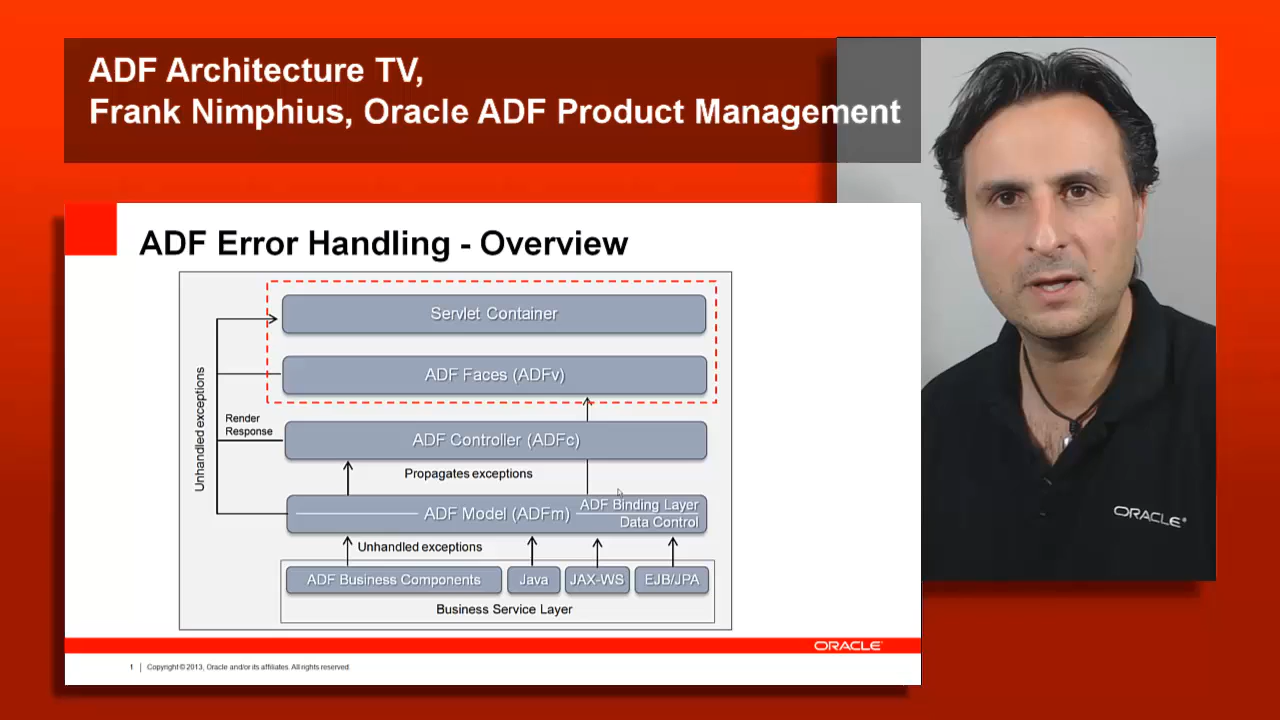 ADF Architecture TV,
Frank Nimphius, Oracle ADF Product Management
ADF Error Handling - Overview
Servlet Container
ADF Faces (ADFv)
Unhandled exceptions
Render
Response
ADF Controller (ADFc)
Propagates exceptions
ADF Model (ADFm)
ADF Binding Layer
Data Control
Unhandled exceptions
ADF Business Components
Java
JAX-WS
EJB/JPA
Business Service Layer
ORACLE
1 | Copyright © 2013, Oracle and/or its affiliates. All rights reserved.
ORACLE®